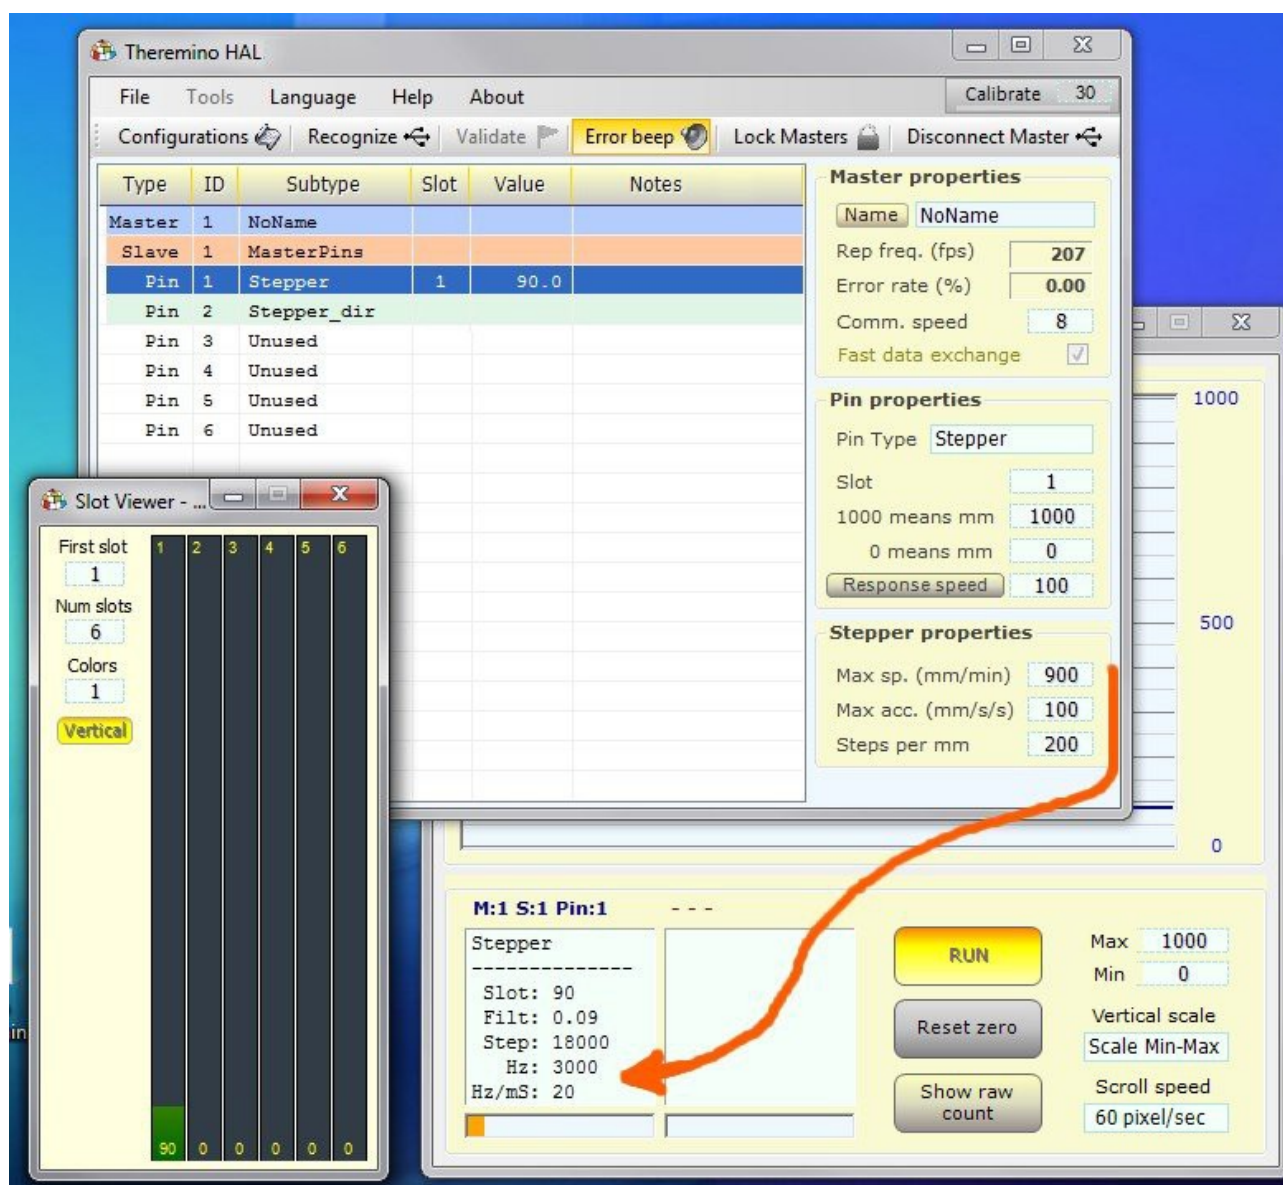 Theremino HAL
File Tools Language Help About Calibrate 30
Configurations Recognize Validate Error beep Lock Masters Disconnect Master
Type ID Subtype Slot Value Notes
Master 1 NoName
Slave 1 MasterPins
Pin 1 Stepper 1 90.0
Pin 2 Stepper_dir
Pin 3 Unused
Pin 4 Unused
Pin 5 Unused
Pin 6 Unused
Master properties
Name NoName
Rep freq. (fps) 207
Error rate (%) 0.00
Comm. speed 8
Fast data exchange
Pin properties
Pin Type Stepper
Slot 1
1000 means mm 1000
0 means mm 0
Response speed 100
Stepper properties
Max sp. (mm/min) 900
Max acc. (mm/s/s) 100
Steps per mm 200
1000
500
0
Slot Viewer - ...
First slot
1
Num slots
6
Colors
1
Vertical
1 2 3 4 5 6
90 0 0 0 0 0
M:1 S:1 Pin:1 - - -
Stepper
--------------
Slot: 90
Filt: 0.09
Step: 18000
Hz: 3000
Hz/mS: 20
RUN
Reset zero
Show raw
count
Max 1000
Min 0
Vertical scale
Scale Min-Max
Scroll speed
60 pixel/sec
in